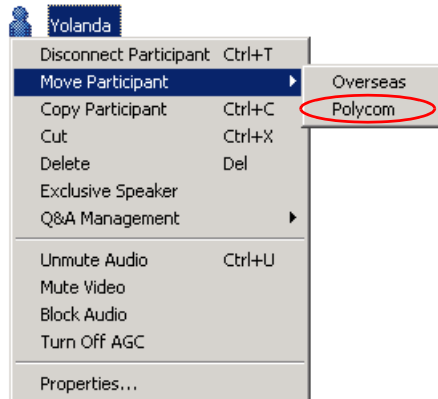 Yolanda
Disconnect Participant Ctrl+T
Move Participant
Overseas
Copy Participant Ctrl+C
Polycom
Cut Ctrl+X
Delete Del
Exclusive Speaker
Q&A Management
Unmute Audio Ctrl+U
Mute Video
Block Audio
Turn Off AGC
Properties...